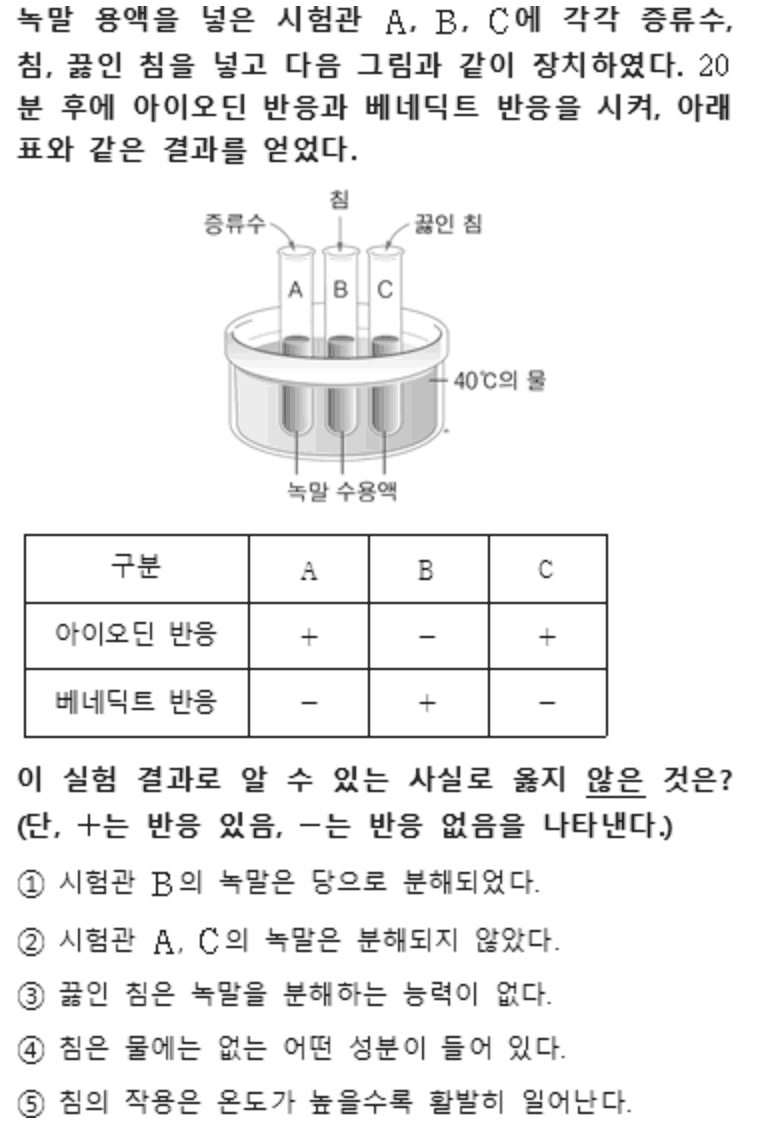 녹말 용액을 넣은 시험관 A, B, C에 각각 증류수,
침, 끓인 침을 넣고 다음 그림과 같이 장치하였다. 20
분 후에 아이오딘 반응과 베네딕트 반응을 시켜, 아래
표와 같은 결과를 얻었다.
침
증류수 끓인 침
A B C
40℃의 물
녹말 수용액
구분 A B C
아이오딘 반응 + - +
베네딕트 반응 - + -
이 실험 결과로 알 수 있는 사실로 옳지 않은 것은?
(단, +는 반응 있음, -는 반응 없음을 나타낸다.)
① 시험관 B의 녹말은 당으로 분해되었다.
② 시험관 A, C의 녹말은 분해되지 않았다.
③ 끓인 침은 녹말을 분해하는 능력이 없다.
④ 침은 물에는 없는 어떤 성분이 들어 있다.
⑤ 침의 작용은 온도가 높을수록 활발히 일어난다.